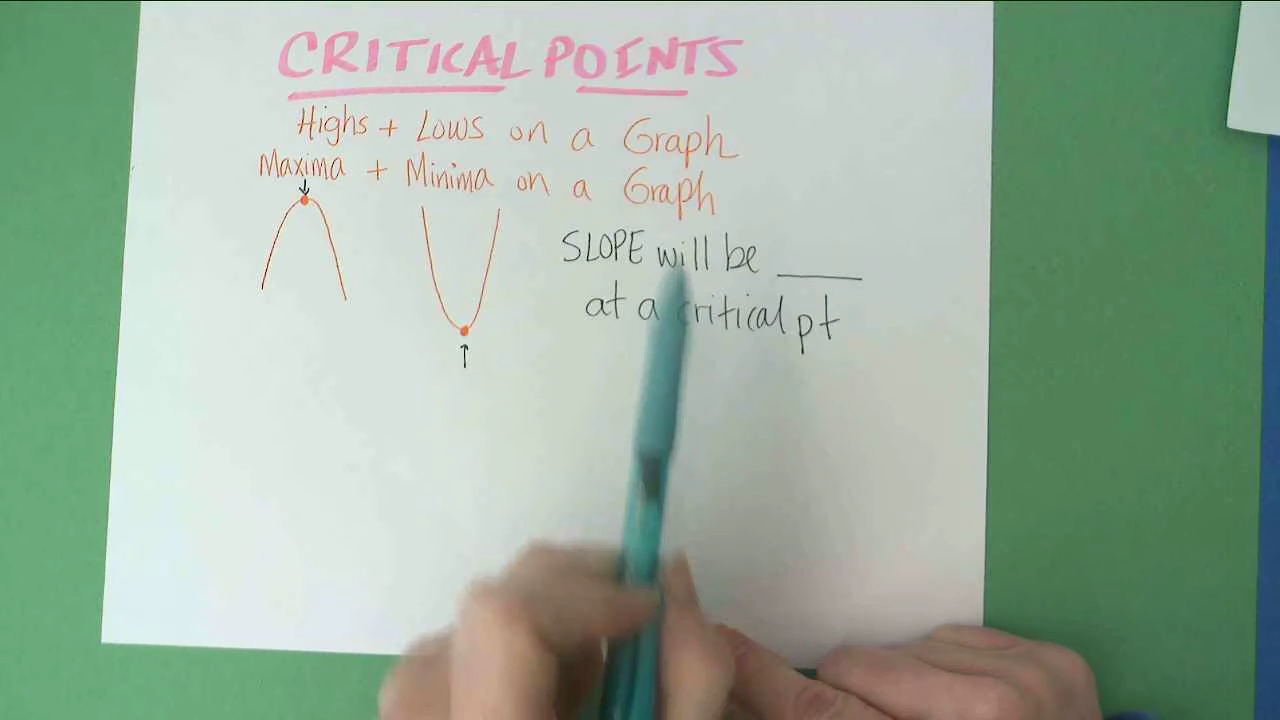 CRITICAL POINTS
Highs + Lows on a Graph
Maxima + Minima on a Graph
SLOPE will be ____
at a critical pt